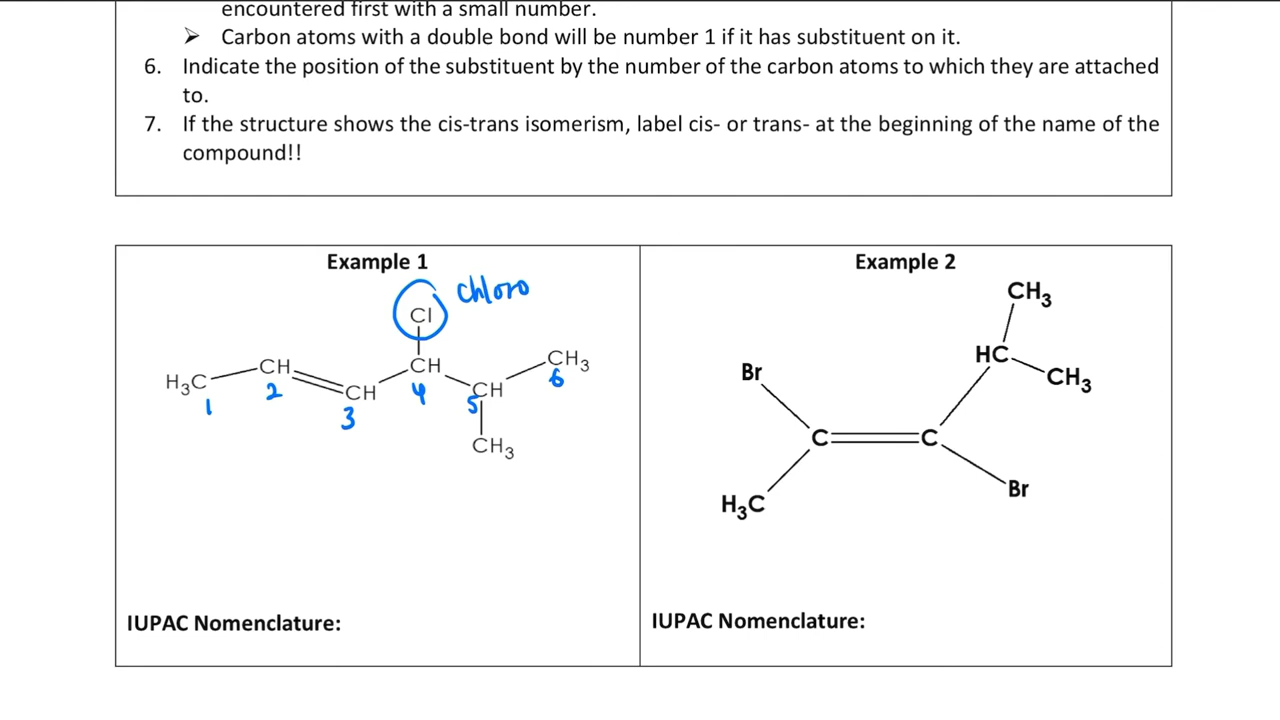 encountered first with a small number.
➢ Carbon atoms with a double bond will be number 1 if it has substituent on it.
6. Indicate the position of the substituent by the number of the carbon atoms to which they are attached
to.
7. If the structure shows the cis-trans isomerism, label cis- or trans- at the beginning of the name of the
compound!!
Example 1
chloro
Cl
H₃C CH CH CH CH CH₃
1 2 3 4 5 6
CH₃
IUPAC Nomenclature:
Example 2
CH₃
HC
CH₃
Br
C C
Br
H₃C
IUPAC Nomenclature: